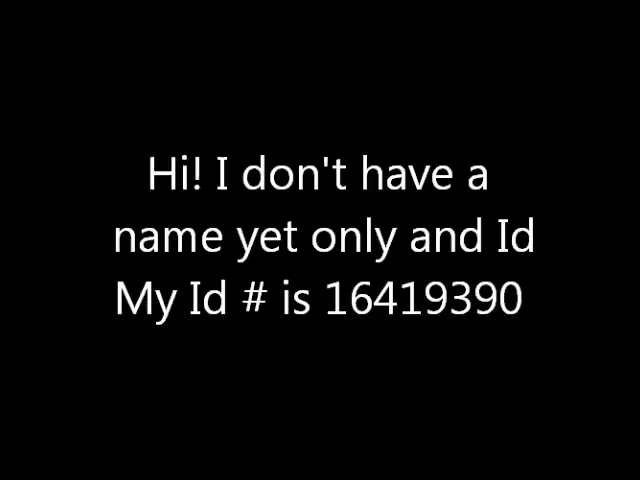 Hi! I don't have a
name yet only and Id
My Id # is 16419390